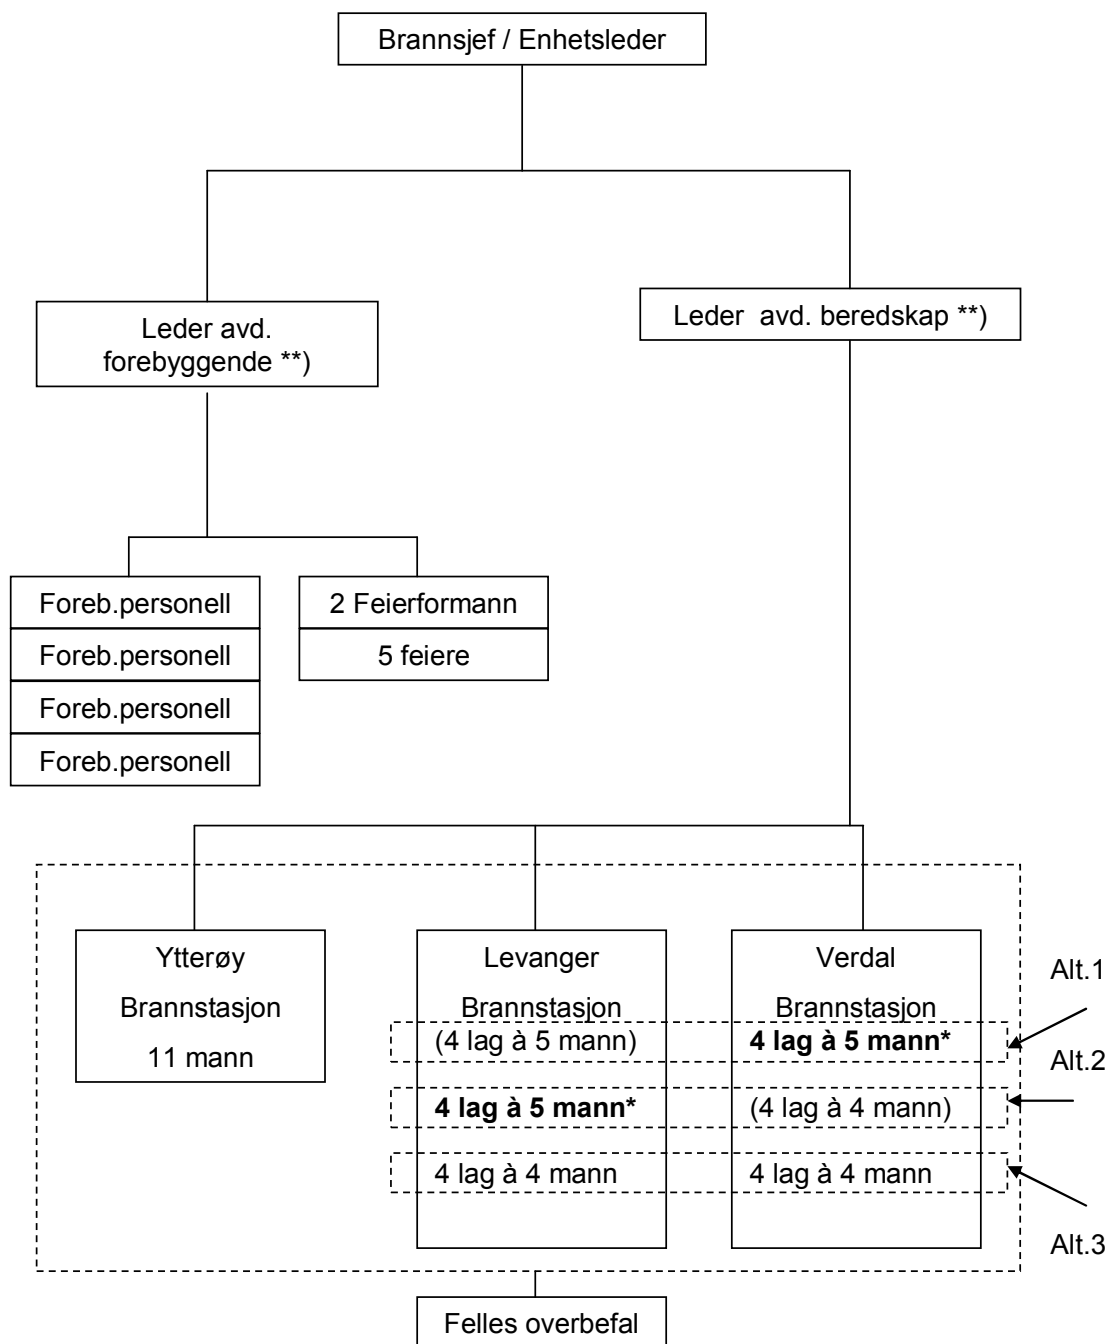 Brannsjef / Enhetsleder
Leder avd.
forebyggende **)
Leder avd. beredskap **)
Foreb.personell
Foreb.personell
Foreb.personell
Foreb.personell
2 Feierformann
5 feiere
Ytterøy
Brannstasjon
11 mann
Levanger
Brannstasjon
(4 lag à 5 mann)
4 lag à 5 mann*
4 lag à 4 mann
Verdal
Brannstasjon
4 lag à 5 mann*
(4 lag à 4 mann)
4 lag à 4 mann
Alt.1
Alt.2
Alt.3
Felles overbefal